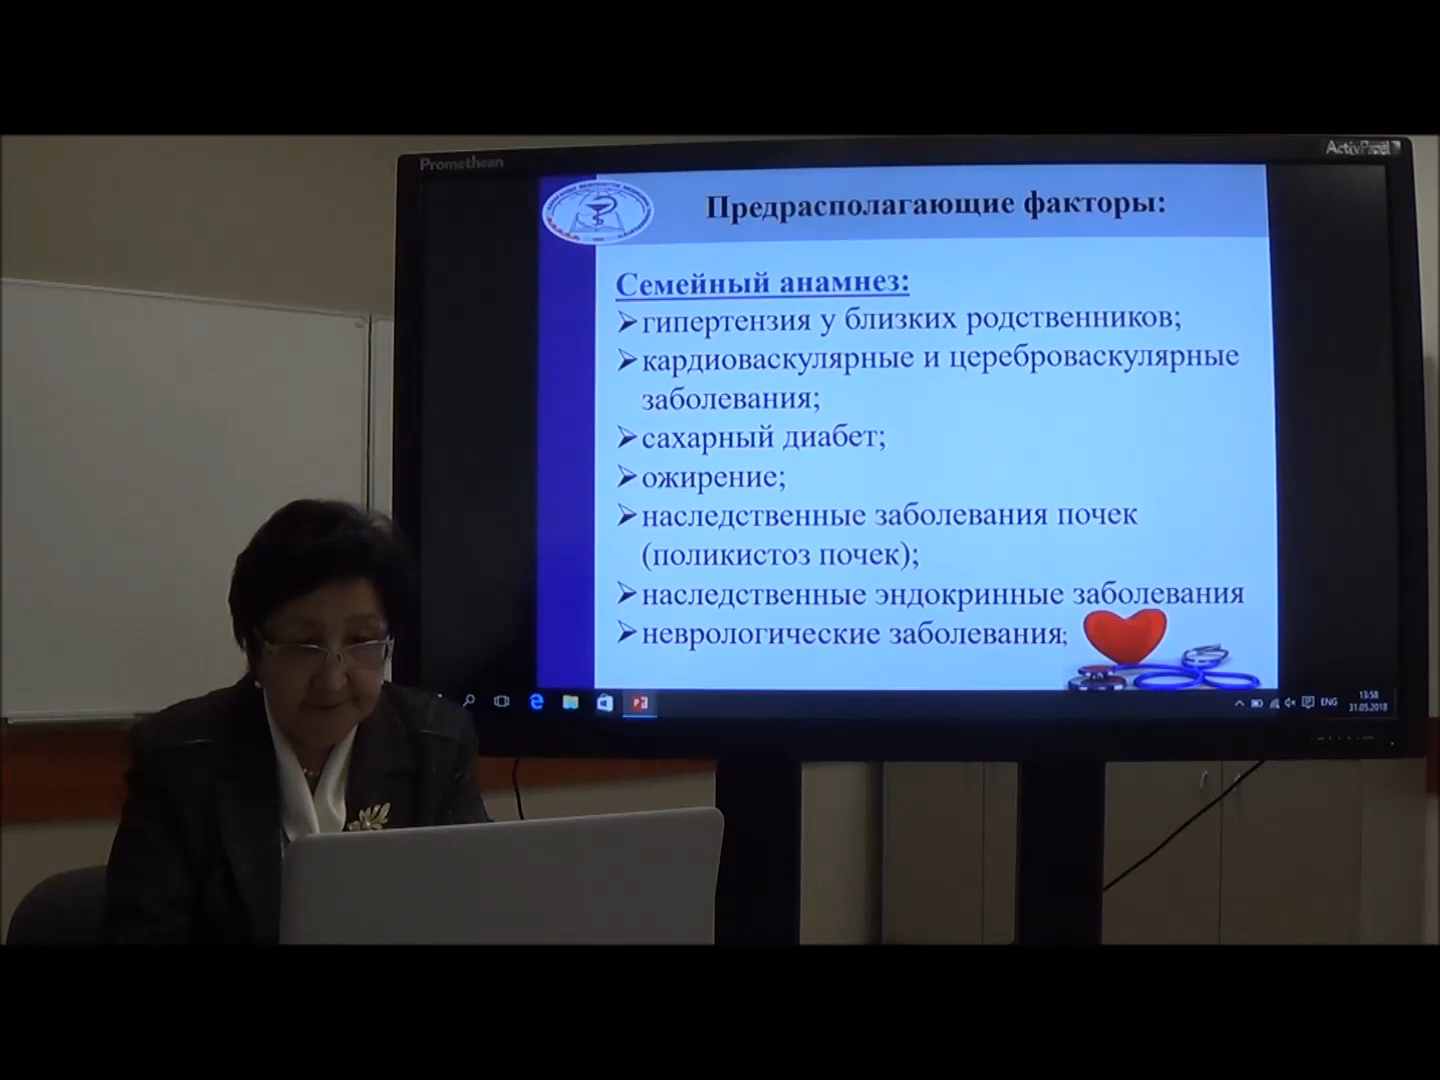 Promethean
ActivPanel
Предрасполагающие факторы:
Семейный анамнез:
гипертензия у близких родственников;
кардиоваскулярные и цереброваскулярные
заболевания;
сахарный диабет;
ожирение;
наследственные заболевания почек
(поликистоз почек);
наследственные эндокринные заболевания
неврологические заболевания;
ENG
13:58
31.05.2018